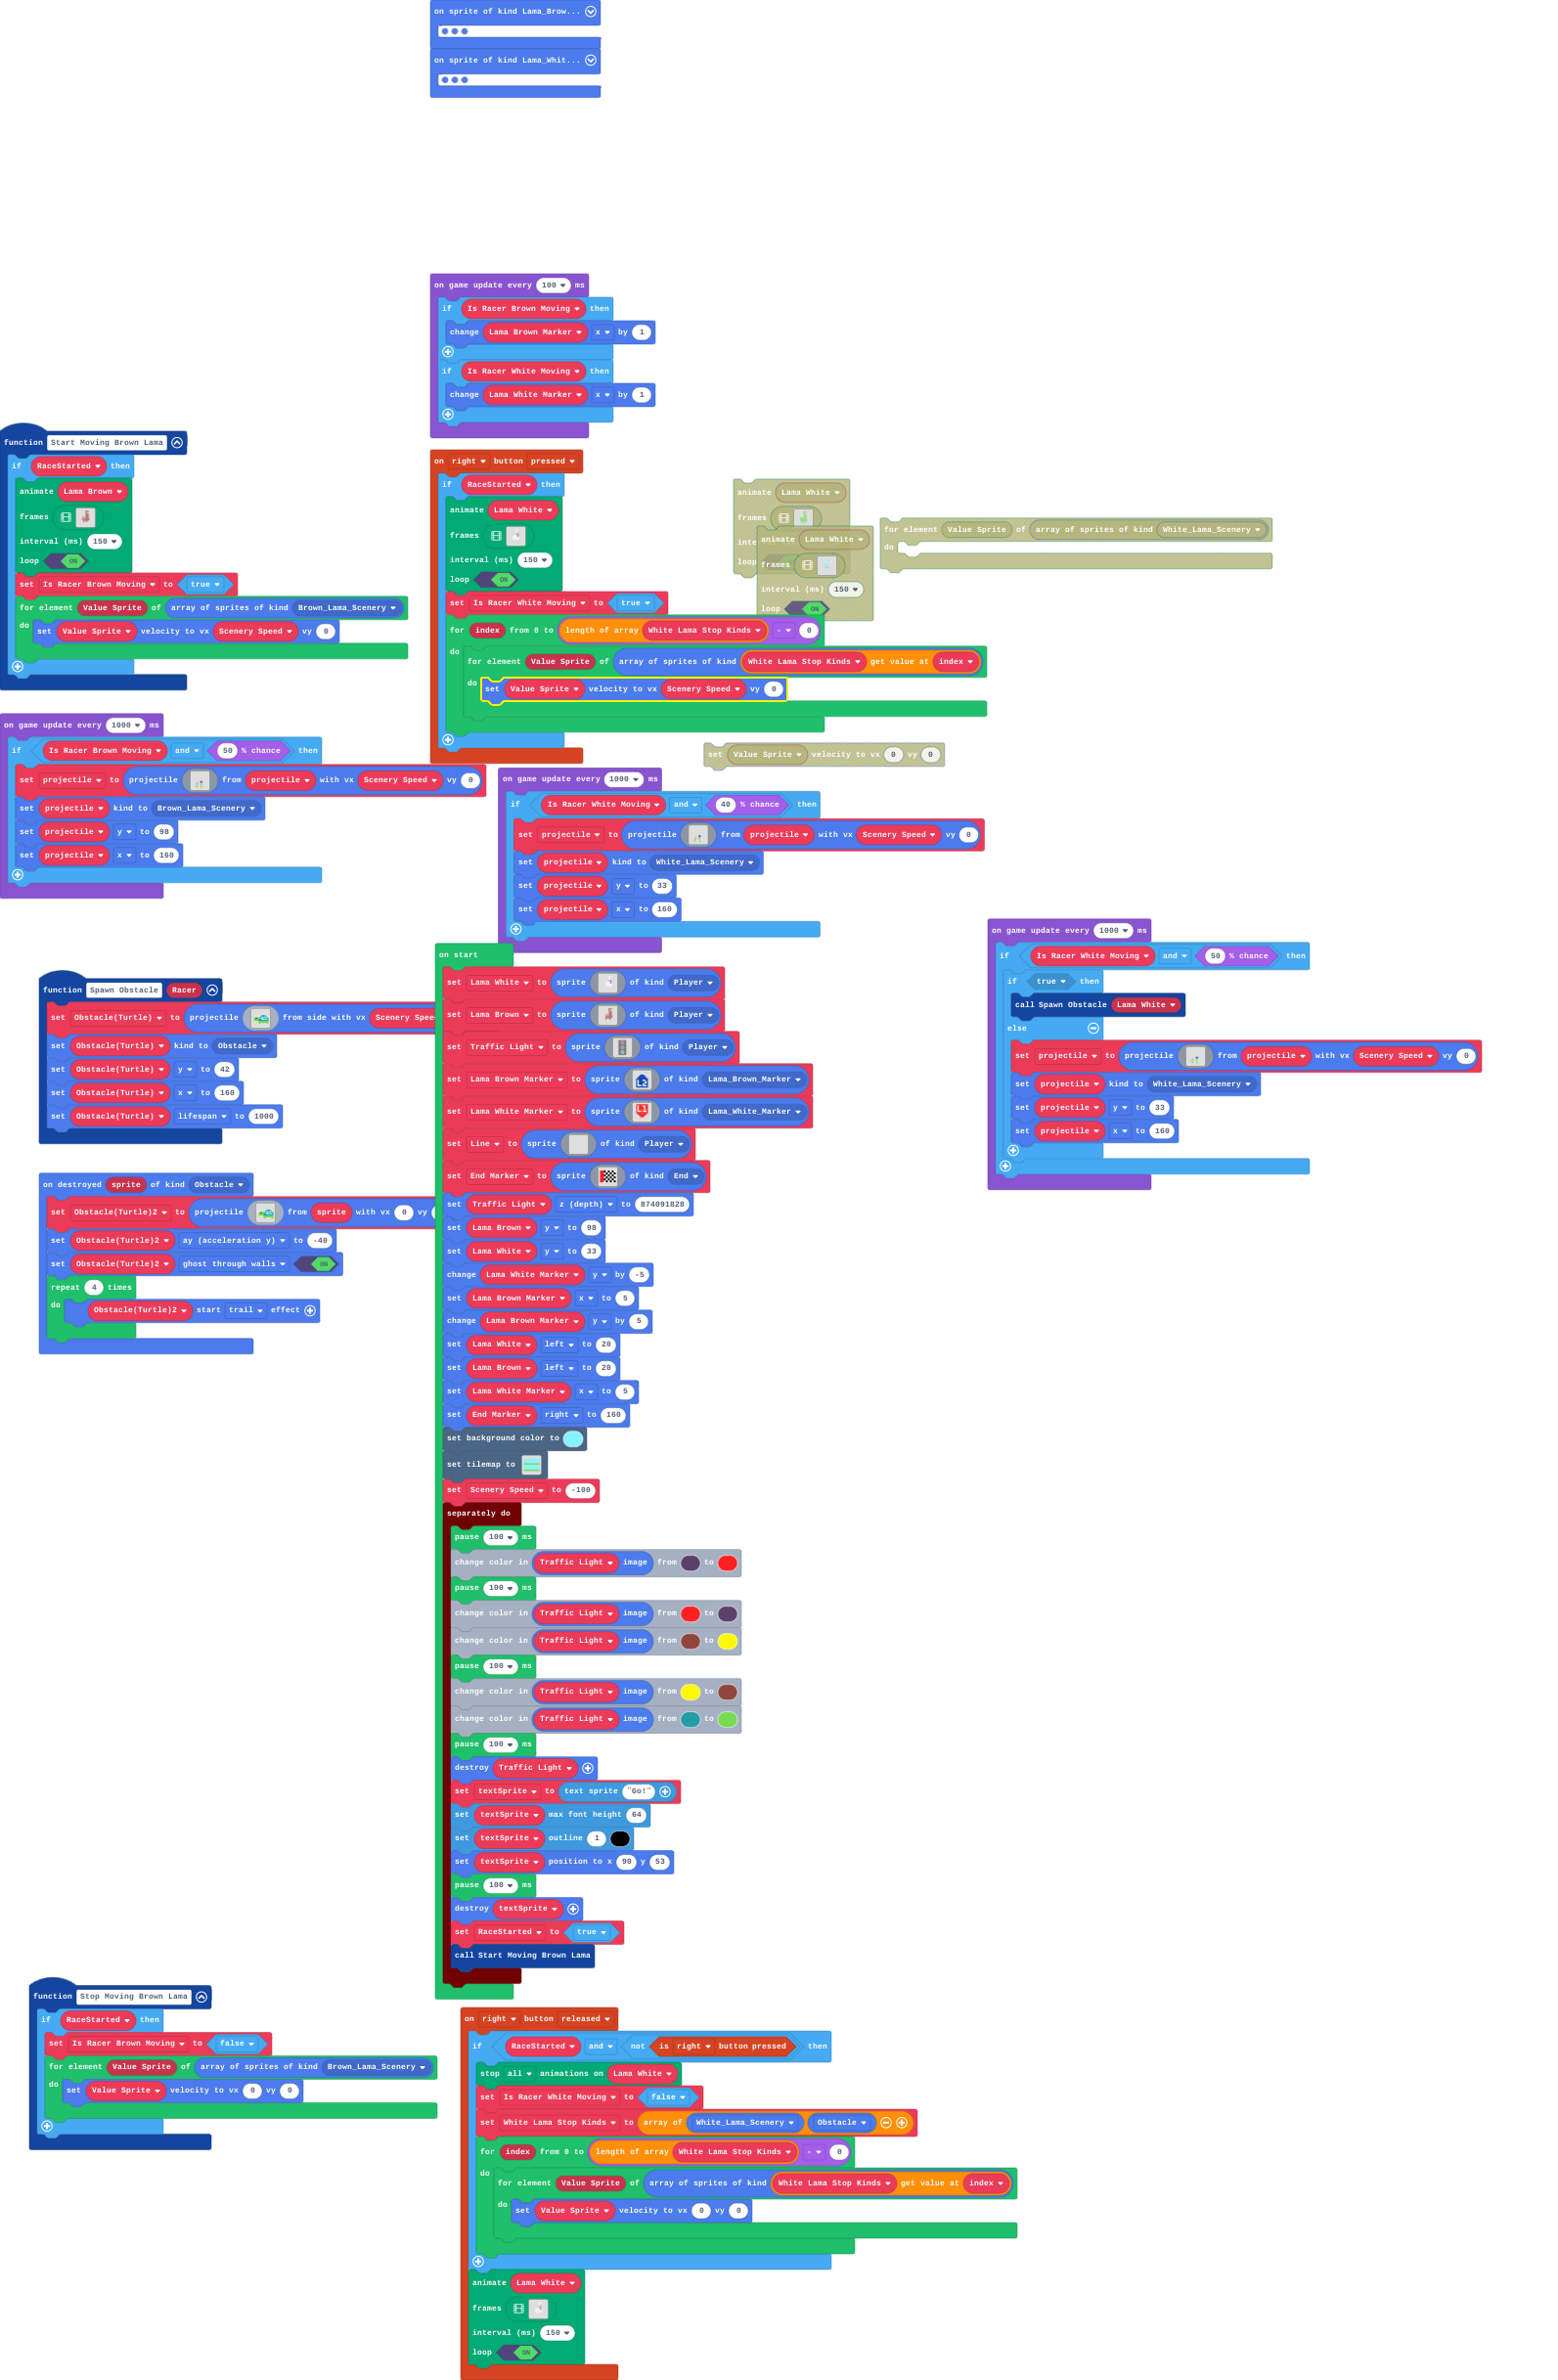 on sprite of kind Lama_Brow...
on sprite of kind Lama_Whit...
on game update every 100 ms
if Is Racer Brown Moving then
change Lama Brown Marker x by 1
if Is Racer White Moving then
change Lama White Marker x by 1
function Start Moving Brown Lama
if RaceStarted then
animate Lama Brown
frames
interval (ms) 150
loop ON
set Is Racer Brown Moving to true
for element Value Sprite of array of sprites of kind Brown_Lama_Scenery
do set Value Sprite velocity to vx Scenery Speed vy 0
on right button pressed
if RaceStarted then
animate Lama White
frames
interval (ms) 150
loop ON
set Is Racer White Moving to true
for index from 0 to length of array White Lama Stop Kinds - 0
do
for element Value Sprite of array of sprites of kind White Lama Stop Kinds get value at index
do set Value Sprite velocity to vx Scenery Speed vy 0
animate Lama White
frames
inte
loop
animate Lama White
frames
interval (ms) 150
loop ON
for element Value Sprite of array of sprites of kind White_Lama_Scenery
do
set Value Sprite velocity to vx 0 vy 0
on game update every 1000 ms
if Is Racer Brown Moving and 50 % chance then
set projectile to projectile from projectile with vx Scenery Speed vy 0
set projectile kind to Brown_Lama_Scenery
set projectile y to 98
set projectile x to 160
on game update every 1000 ms
if Is Racer White Moving and 40 % chance then
set projectile to projectile from projectile with vx Scenery Speed vy 0
set projectile kind to White_Lama_Scenery
set projectile y to 33
set projectile x to 160
on game update every 1000 ms
if Is Racer White Moving and 50 % chance then
if true then
call Spawn Obstacle Lama White
else
set projectile to projectile from projectile with vx Scenery Speed vy 0
set projectile kind to White_Lama_Scenery
set projectile y to 33
set projectile x to 160
function Spawn Obstacle Racer
set Obstacle(Turtle) to projectile from side with vx Scenery Spee
set Obstacle(Turtle) kind to Obstacle
set Obstacle(Turtle) y to 42
set Obstacle(Turtle) x to 160
set Obstacle(Turtle) lifespan to 1000
on destroyed sprite of kind Obstacle
set Obstacle(Turtle)2 to projectile from sprite with vx 0 vy
set Obstacle(Turtle)2 ay (acceleration y) to -40
set Obstacle(Turtle)2 ghost through walls ON
repeat 4 times
do Obstacle(Turtle)2 start trail effect
on start
set Lama White to sprite of kind Player
set Lama Brown to sprite of kind Player
set Traffic Light to sprite of kind Player
set Lama Brown Marker to sprite L2 of kind Lama_Brown_Marker
set Lama White Marker to sprite L1 of kind Lama_White_Marker
set Line to sprite of kind Player
set End Marker to sprite of kind End
set Traffic Light z (depth) to 874091828
set Lama Brown y to 98
set Lama White y to 33
change Lama White Marker y by -5
set Lama Brown Marker x to 5
change Lama Brown Marker y by 5
set Lama White left to 20
set Lama Brown left to 20
set Lama White Marker x to 5
set End Marker right to 160
set background color to
set tilemap to
set Scenery Speed to -100
separately do
pause 100 ms
change color in Traffic Light image from to
pause 100 ms
change color in Traffic Light image from to
change color in Traffic Light image from to
pause 100 ms
change color in Traffic Light image from to
change color in Traffic Light image from to
pause 100 ms
destroy Traffic Light
set textSprite to text sprite "Go!"
set textSprite max font height 64
set textSprite outline 1
set textSprite position to x 90 y 53
pause 100 ms
destroy textSprite
set RaceStarted to true
call Start Moving Brown Lama
function Stop Moving Brown Lama
if RaceStarted then
set Is Racer Brown Moving to false
for element Value Sprite of array of sprites of kind Brown_Lama_Scenery
do set Value Sprite velocity to vx 0 vy 0
on right button released
if RaceStarted and not is right button pressed then
stop all animations on Lama White
set Is Racer White Moving to false
set White Lama Stop Kinds to array of White_Lama_Scenery Obstacle
for index from 0 to length of array White Lama Stop Kinds - 0
do
for element Value Sprite of array of sprites of kind White Lama Stop Kinds get value at index
do set Value Sprite velocity to vx 0 vy 0
animate Lama White
frames
interval (ms) 150
loop ON